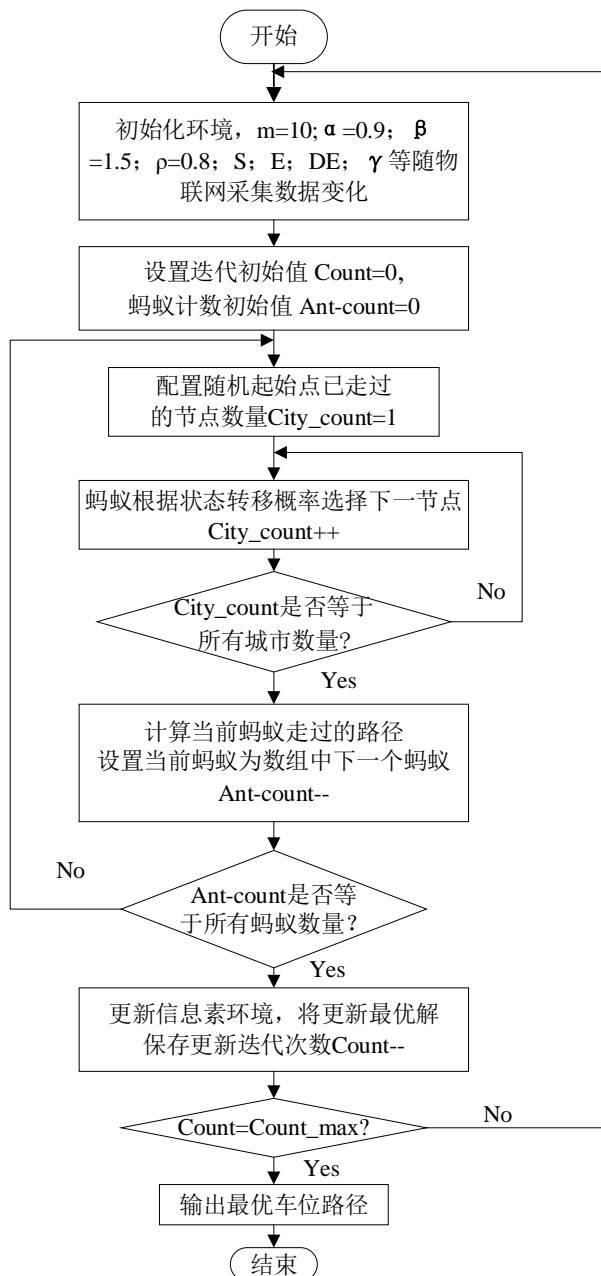 开始
初始化环境，m=10; α =0.9； β
=1.5；ρ=0.8；S；E；DE； γ 等随物
联网采集数据变化
设置迭代初始值 Count=0,
蚂蚁计数初始值 Ant-count=0
配置随机起始点已走过
的节点数量City_count=1
蚂蚁根据状态转移概率选择下一节点
City_count++
City_count是否等于
所有城市数量?
No
Yes
计算当前蚂蚁走过的路径
设置当前蚂蚁为数组中下一个蚂蚁
Ant-count--
No
Ant-count是否等
于所有蚂蚁数量？
Yes
更新信息素环境，将更新最优解
保存更新迭代次数Count--
Count=Count_max?
No
Yes
输出最优车位路径
结束